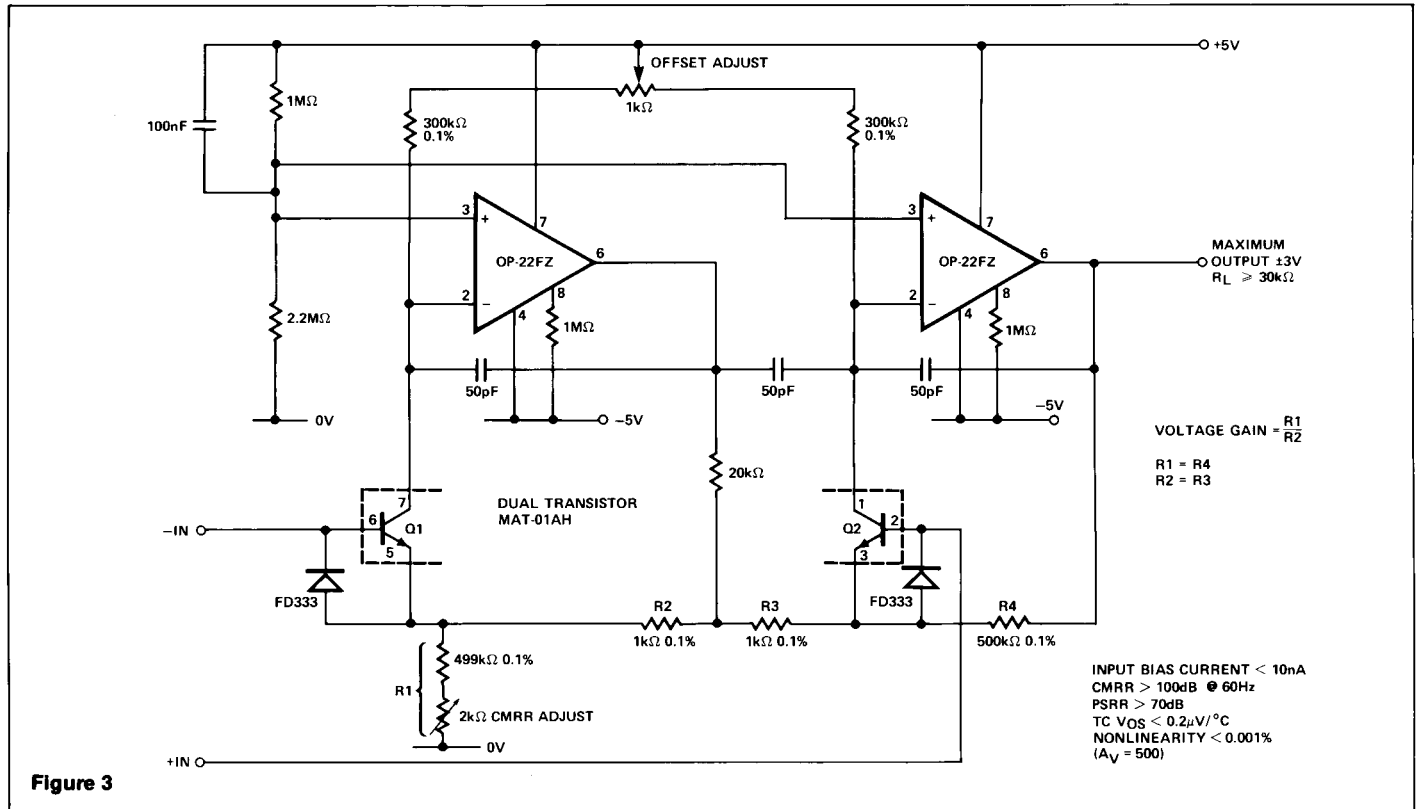 +5V
OFFSET ADJUST
1MΩ
1kΩ
100nF
300kΩ
0.1%
300kΩ
0.1%
3
+
7
OP-22FZ
6
2
−
8
4
1MΩ
3
+
7
OP-22FZ
6
2
−
8
4
1MΩ
MAXIMUM
OUTPUT ±3V
RL ⩾ 30kΩ
2.2MΩ
50pF
50pF
50pF
0V
−5V
−5V
VOLTAGE GAIN = R1/R2
R1 = R4
R2 = R3
20kΩ
DUAL TRANSISTOR
MAT-01AH
−IN
7
6
Q1
5
1
2
Q2
3
FD333
FD333
R2
1kΩ 0.1%
R3
1kΩ 0.1%
R4
500kΩ 0.1%
R1
499kΩ 0.1%
2kΩ CMRR ADJUST
0V
INPUT BIAS CURRENT < 10nA
CMRR > 100dB @ 60Hz
PSRR > 70dB
TC VOS < 0.2μV/°C
NONLINEARITY < 0.001%
(AV = 500)
+IN
Figure 3